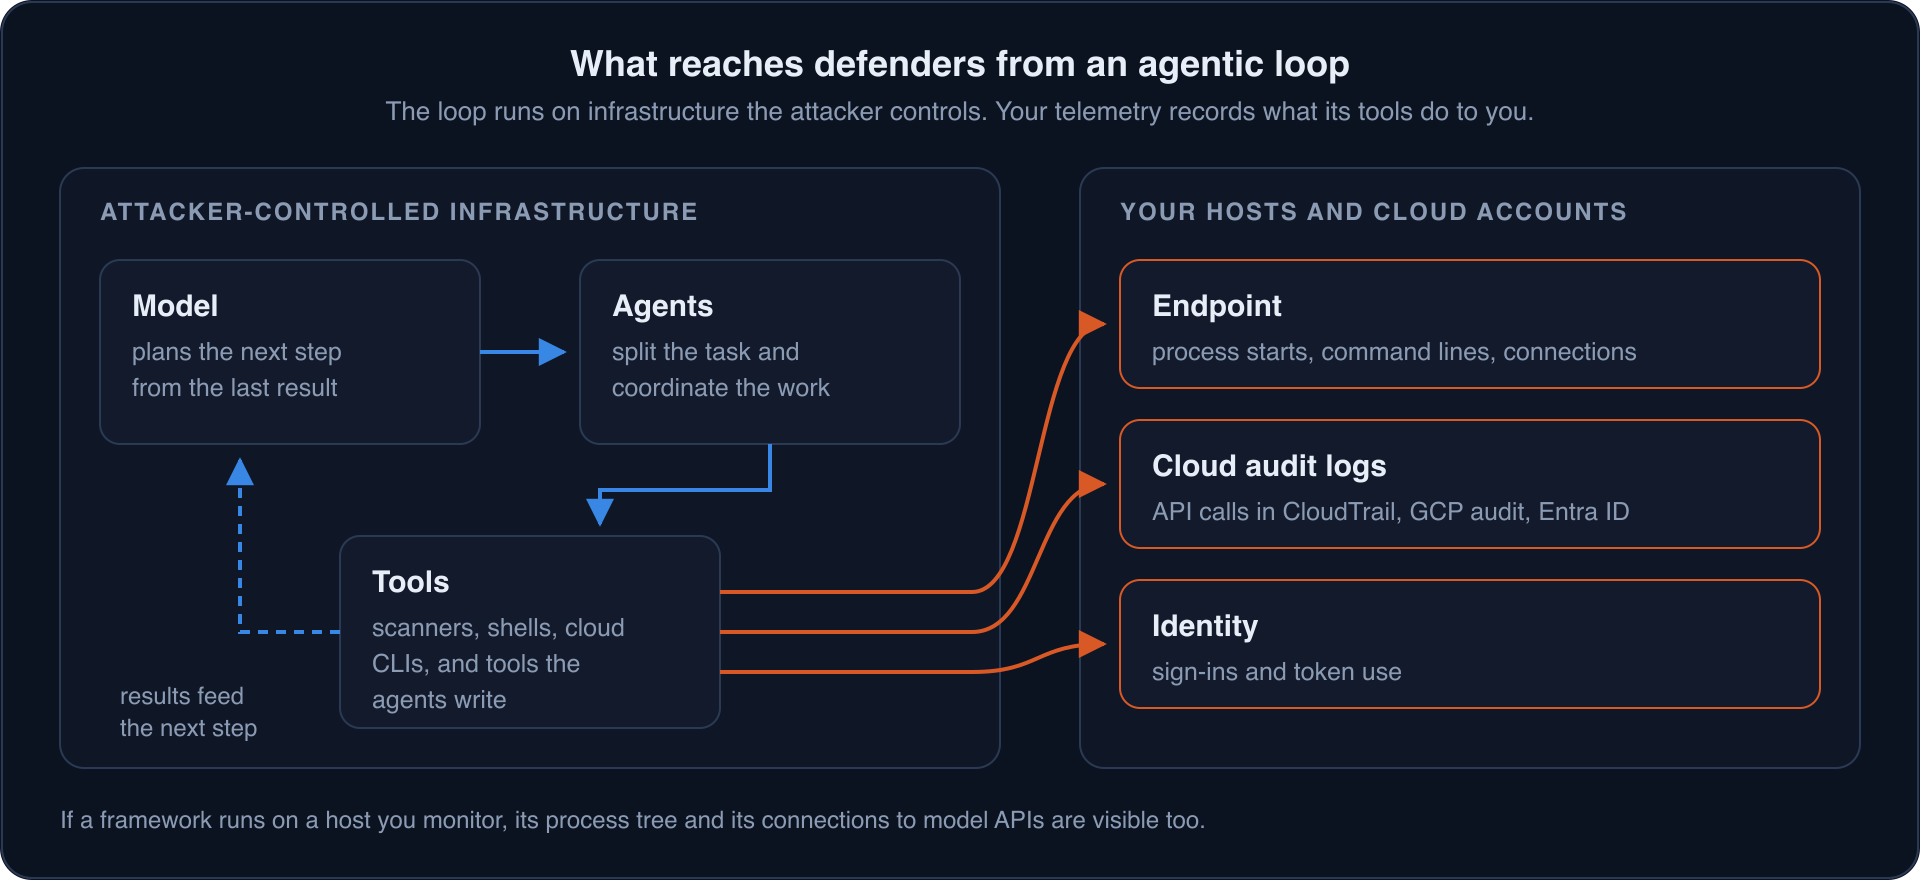 What reaches defenders from an agentic loop
The loop runs on infrastructure the attacker controls. Your telemetry records what its tools do to you.
ATTACKER-CONTROLLED INFRASTRUCTURE
Model
plans the next step
from the last result
Agents
split the task and
coordinate the work
Tools
scanners, shells, cloud
CLIs, and tools the
agents write
results feed
the next step
YOUR HOSTS AND CLOUD ACCOUNTS
Endpoint
process starts, command lines, connections
Cloud audit logs
API calls in CloudTrail, GCP audit, Entra ID
Identity
sign-ins and token use
If a framework runs on a host you monitor, its process tree and its connections to model APIs are visible too.